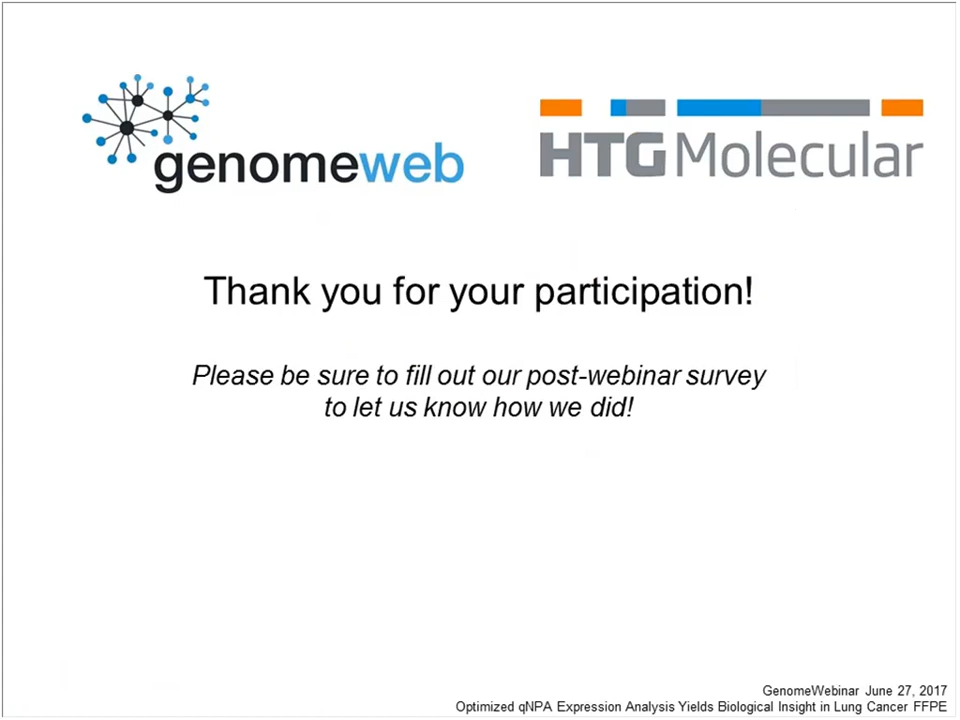 genomeweb
HTG Molecular
Thank you for your participation!
Please be sure to fill out our post-webinar survey
to let us know how we did!
GenomeWebinar June 27, 2017
Optimized qNPA Expression Analysis Yields Biological Insight in Lung Cancer FFPE